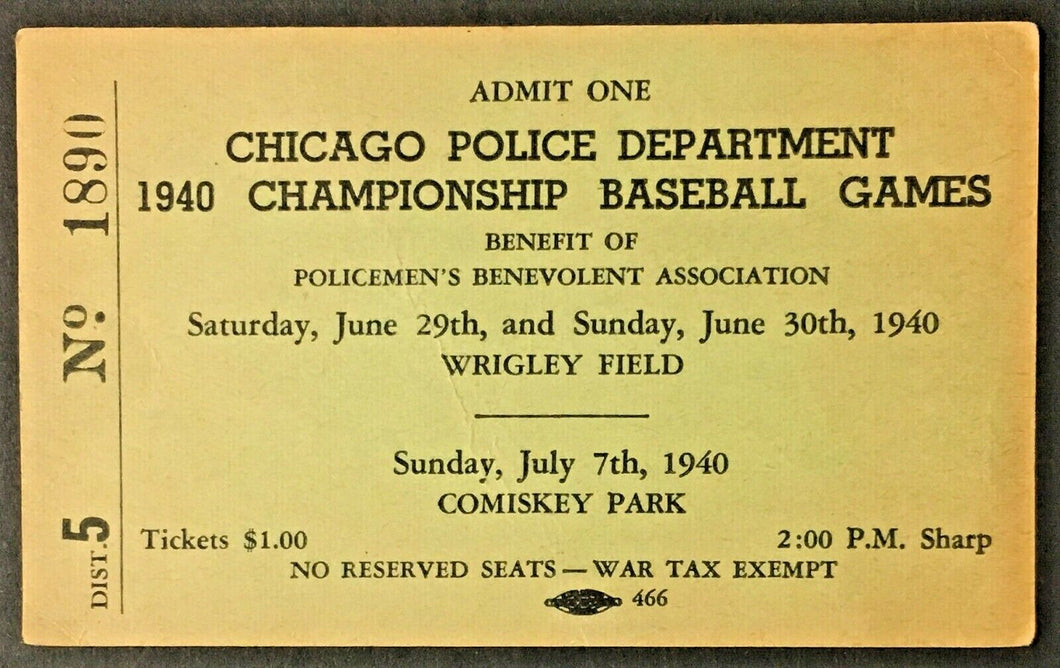 No. 1890
DIST. 5
ADMIT ONE
CHICAGO POLICE DEPARTMENT
1940 CHAMPIONSHIP BASEBALL GAMES
BENEFIT OF
POLICEMEN'S BENEVOLENT ASSOCIATION
Saturday, June 29th, and Sunday, June 30th, 1940
WRIGLEY FIELD
Sunday, July 7th, 1940
COMISKEY PARK
Tickets $1.00 2:00 P.M. Sharp
NO RESERVED SEATS — WAR TAX EXEMPT
466